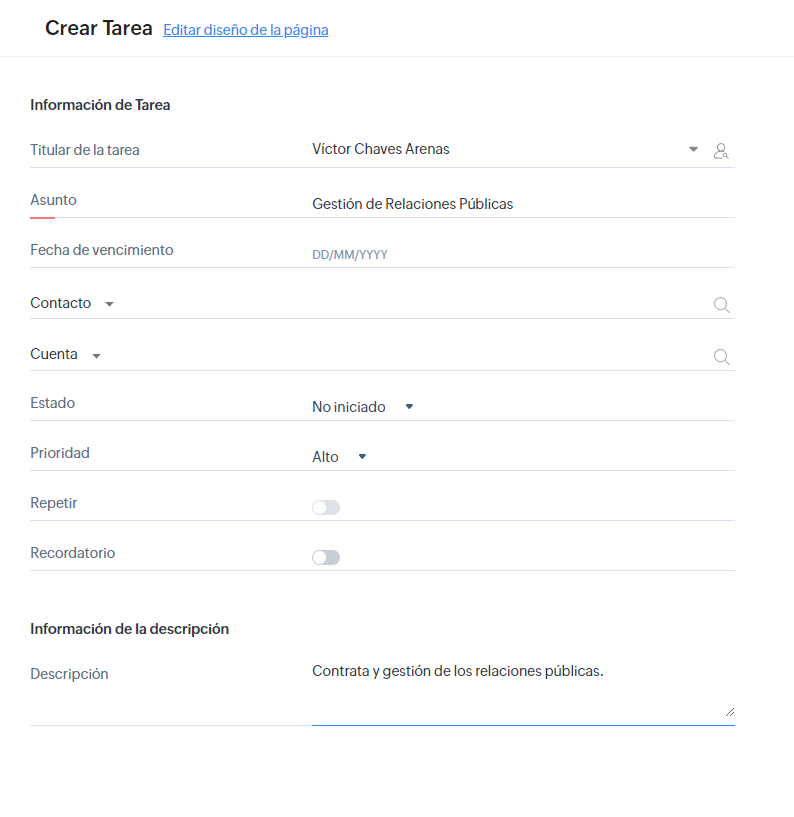 Crear Tarea Editar diseño de la página
Información de Tarea
Titular de la tarea Víctor Chaves Arenas
Asunto Gestión de Relaciones Públicas
Fecha de vencimiento DD/MM/YYYY
Contacto
Cuenta
Estado No iniciado
Prioridad Alto
Repetir
Recordatorio
Información de la descripción
Descripción Contrata y gestión de los relaciones públicas.